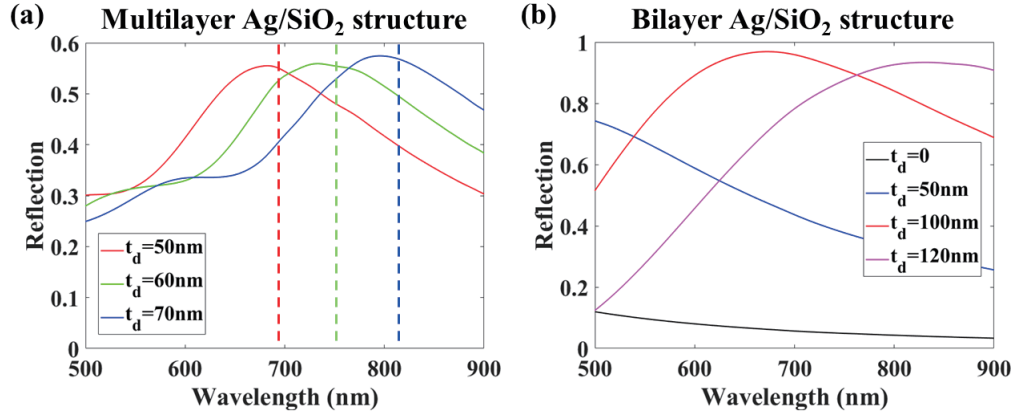 (a) Multilayer Ag/SiO₂ structure
0.6
0.5
0.4
0.3
0.2
0.1
0
Reflection
t_d=50nm
t_d=60nm
t_d=70nm
500 600 700 800 900
Wavelength (nm)
(b) Bilayer Ag/SiO₂ structure
1
0.8
0.6
0.4
0.2
0
Reflection
t_d=0
t_d=50nm
t_d=100nm
t_d=120nm
500 600 700 800 900
Wavelength (nm)